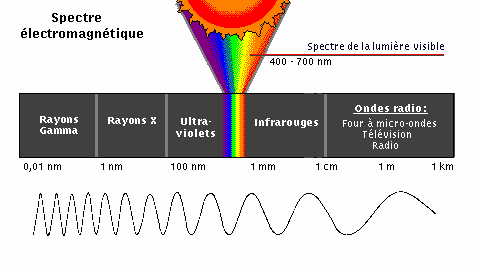 Spectre
électromagnétique
Spectre de la lumière visible
400 - 700 nm
Rayons
Gamma
Rayons X
Ultra-
violets
Infrarouges
Ondes radio:
Four à micro-ondes
Télévision
Radio
0,01 nm
1 nm
100 nm
1 mm
1 cm
1 m
1 km